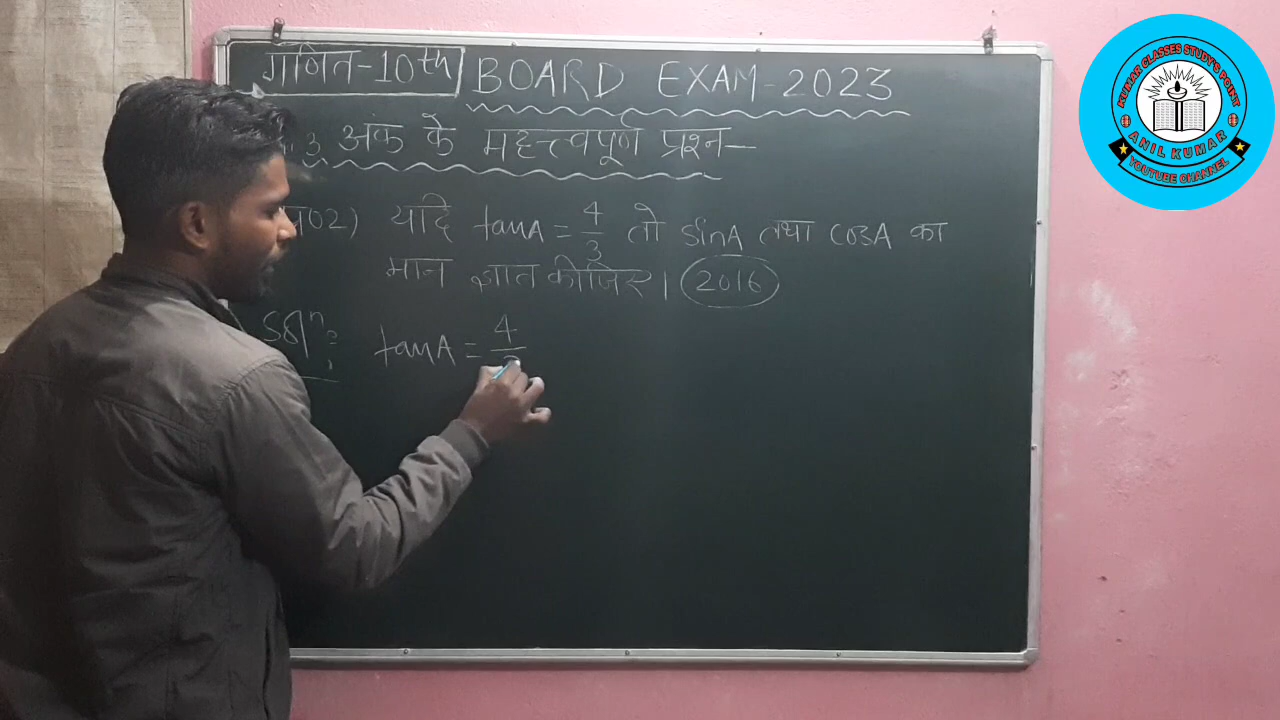 गणित-10th BOARD EXAM-2023
3 अंक के महत्त्वपूर्ण प्रश्न—
प्र02) यदि tanA = 4/3 तो sinA तथा cosA का
मान ज्ञात कीजिए। 2016
Solⁿ: tanA = 4/
KUMAR CLASSES STUDY'S POINT
ANIL KUMAR
YOUTUBE CHANNEL